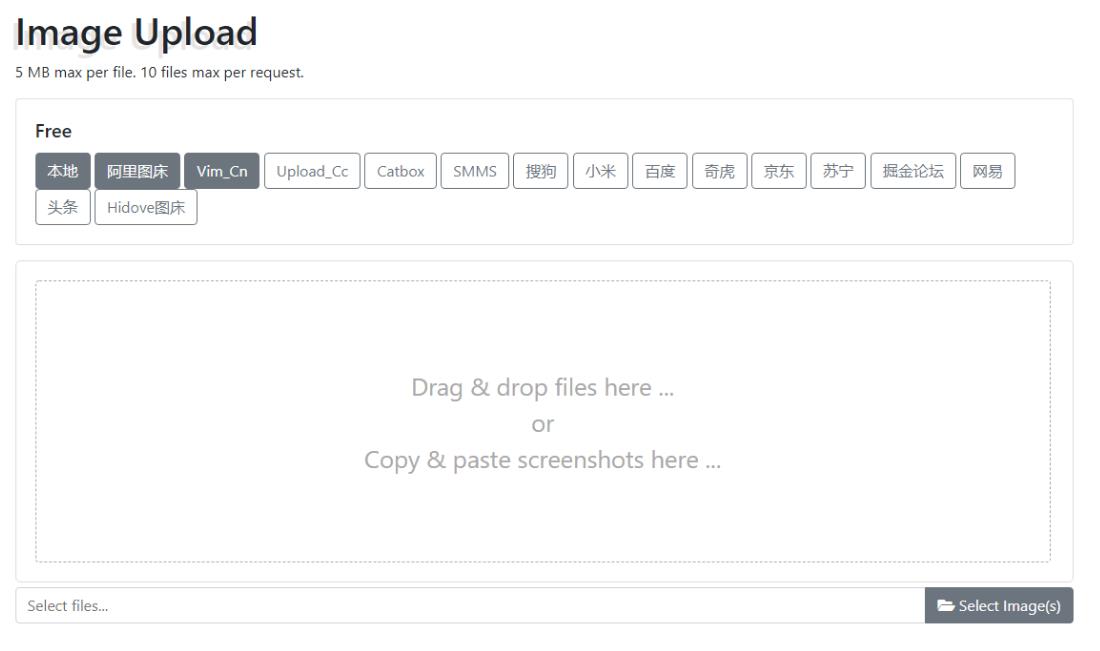 Image Upload
5 MB max per file. 10 files max per request.
Free
本地 阿里图床 Vim_Cn Upload_Cc Catbox SMMS 搜狗 小米 百度 奇虎 京东 苏宁 掘金论坛 网易
头条 Hidove图床
Drag & drop files here ...
or
Copy & paste screenshots here ...
Select files... Select Image(s)